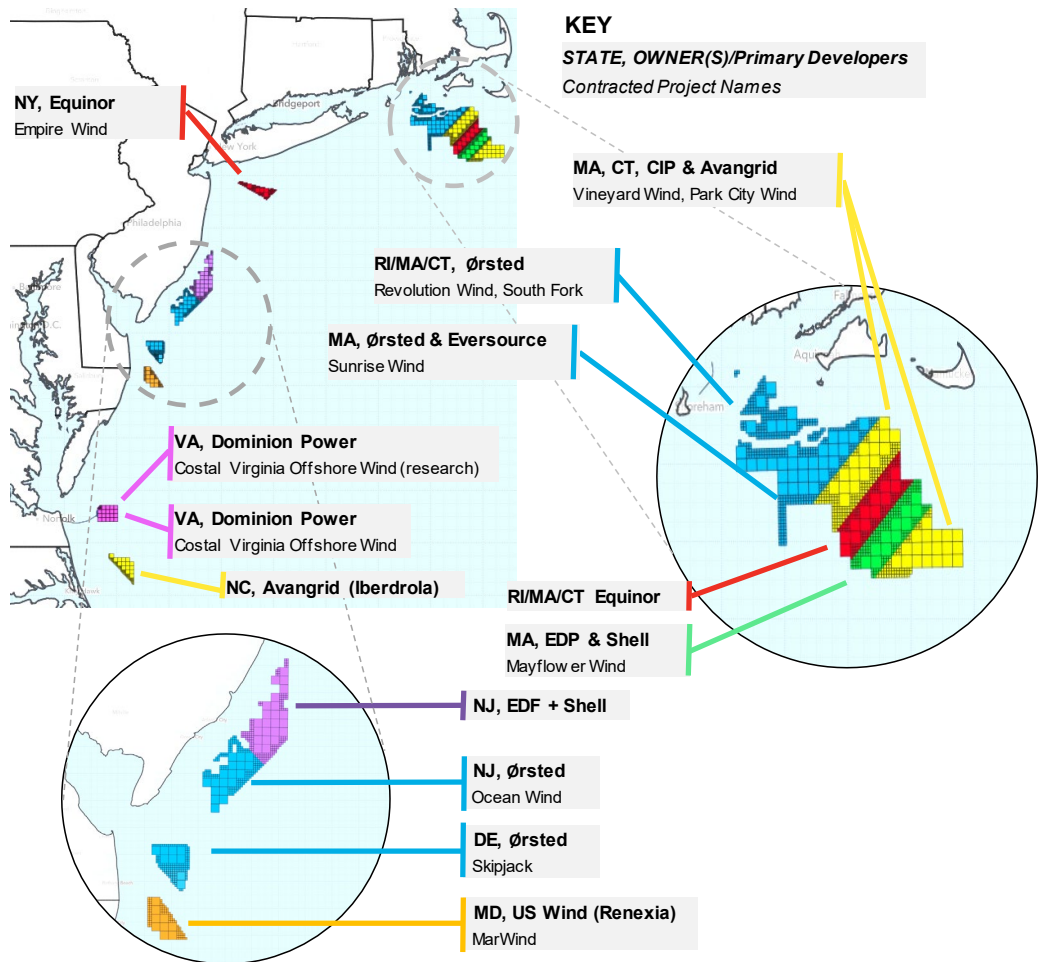 KEY
STATE, OWNER(S)/Primary Developers
Contracted Project Names
NY, Equinor
Empire Wind
Bridgeport
New York
Philadelphia
MA, CT, CIP & Avangrid
Vineyard Wind, Park City Wind
RI/MA/CT, Ørsted
Revolution Wind, South Fork
MA, Ørsted & Eversource
Sunrise Wind
VA, Dominion Power
Costal Virginia Offshore Wind (research)
Norfolk
VA, Dominion Power
Costal Virginia Offshore Wind
NC, Avangrid (Iberdrola)
RI/MA/CT Equinor
MA, EDP & Shell
Mayflower Wind
NJ, EDF + Shell
NJ, Ørsted
Ocean Wind
DE, Ørsted
Skipjack
MD, US Wind (Renexia)
MarWind